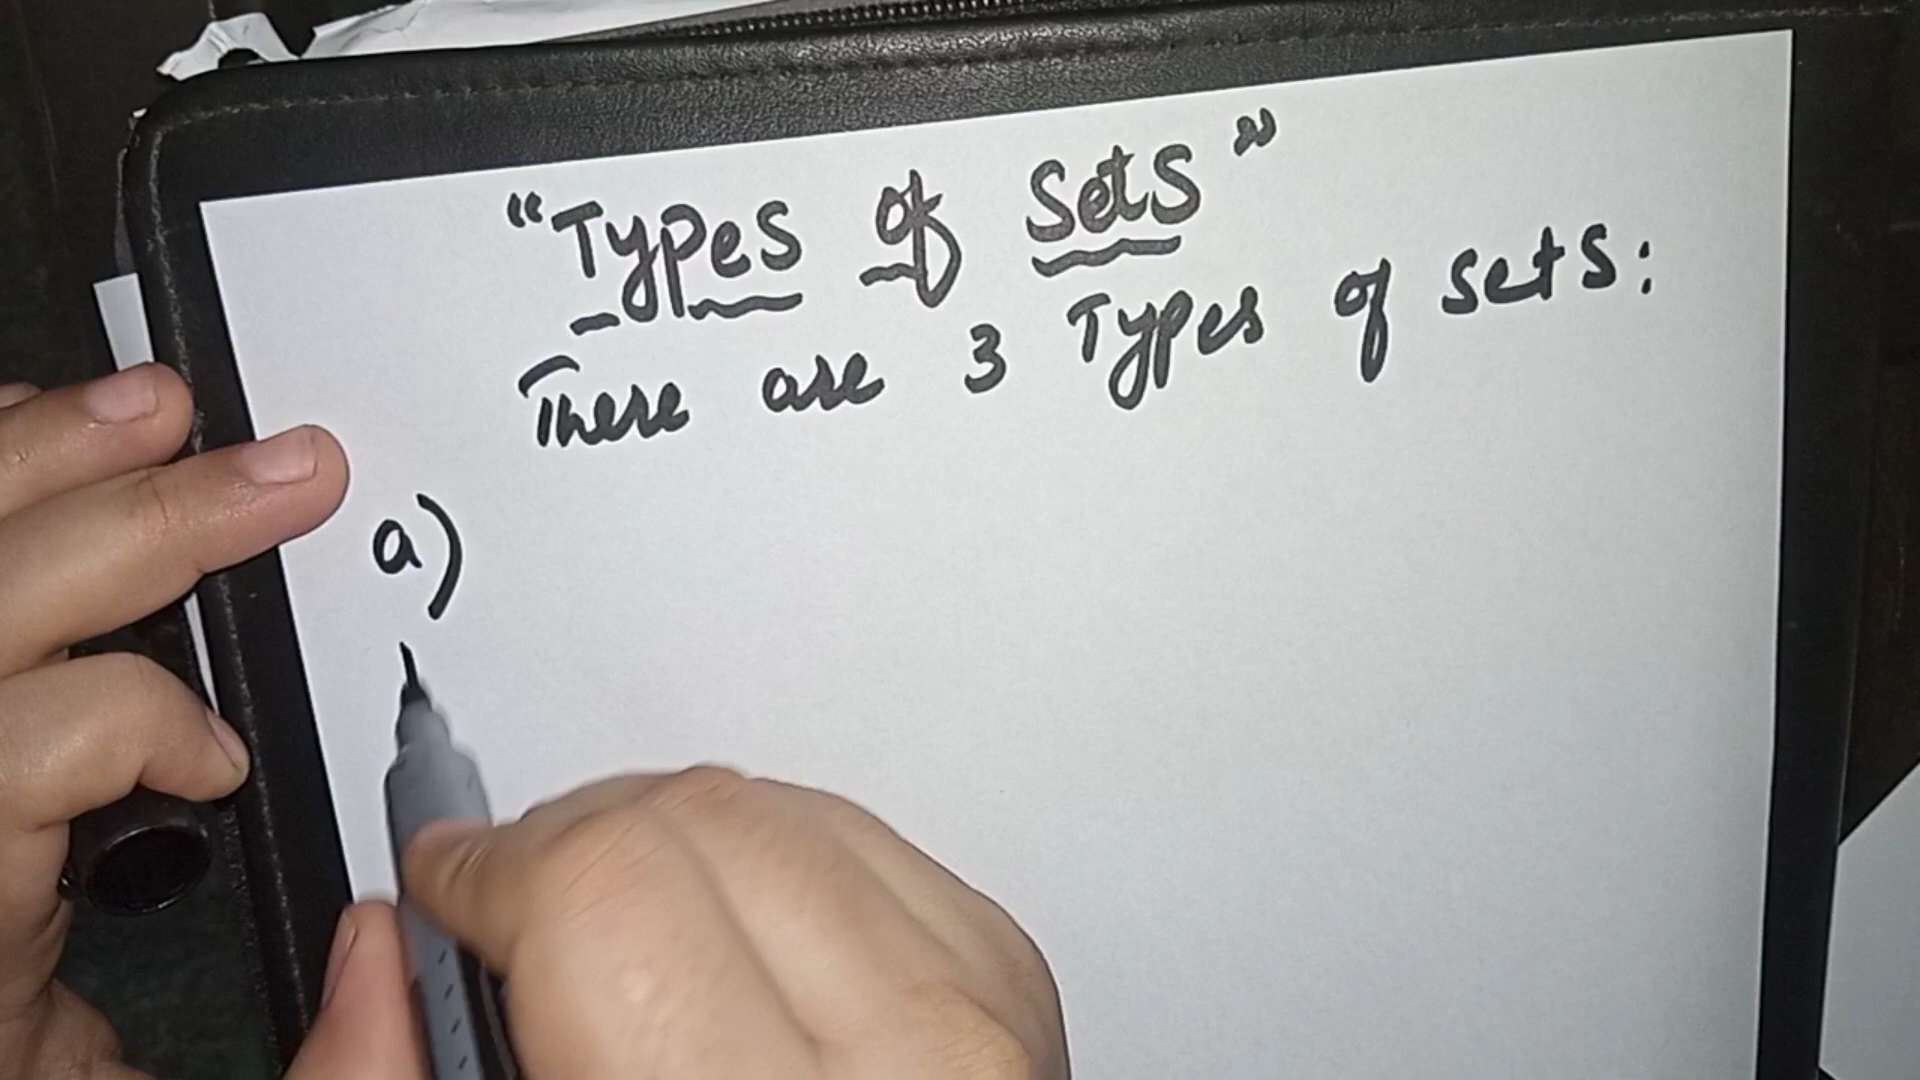 “Types of Sets”
There are 3 Types of sets:
a)